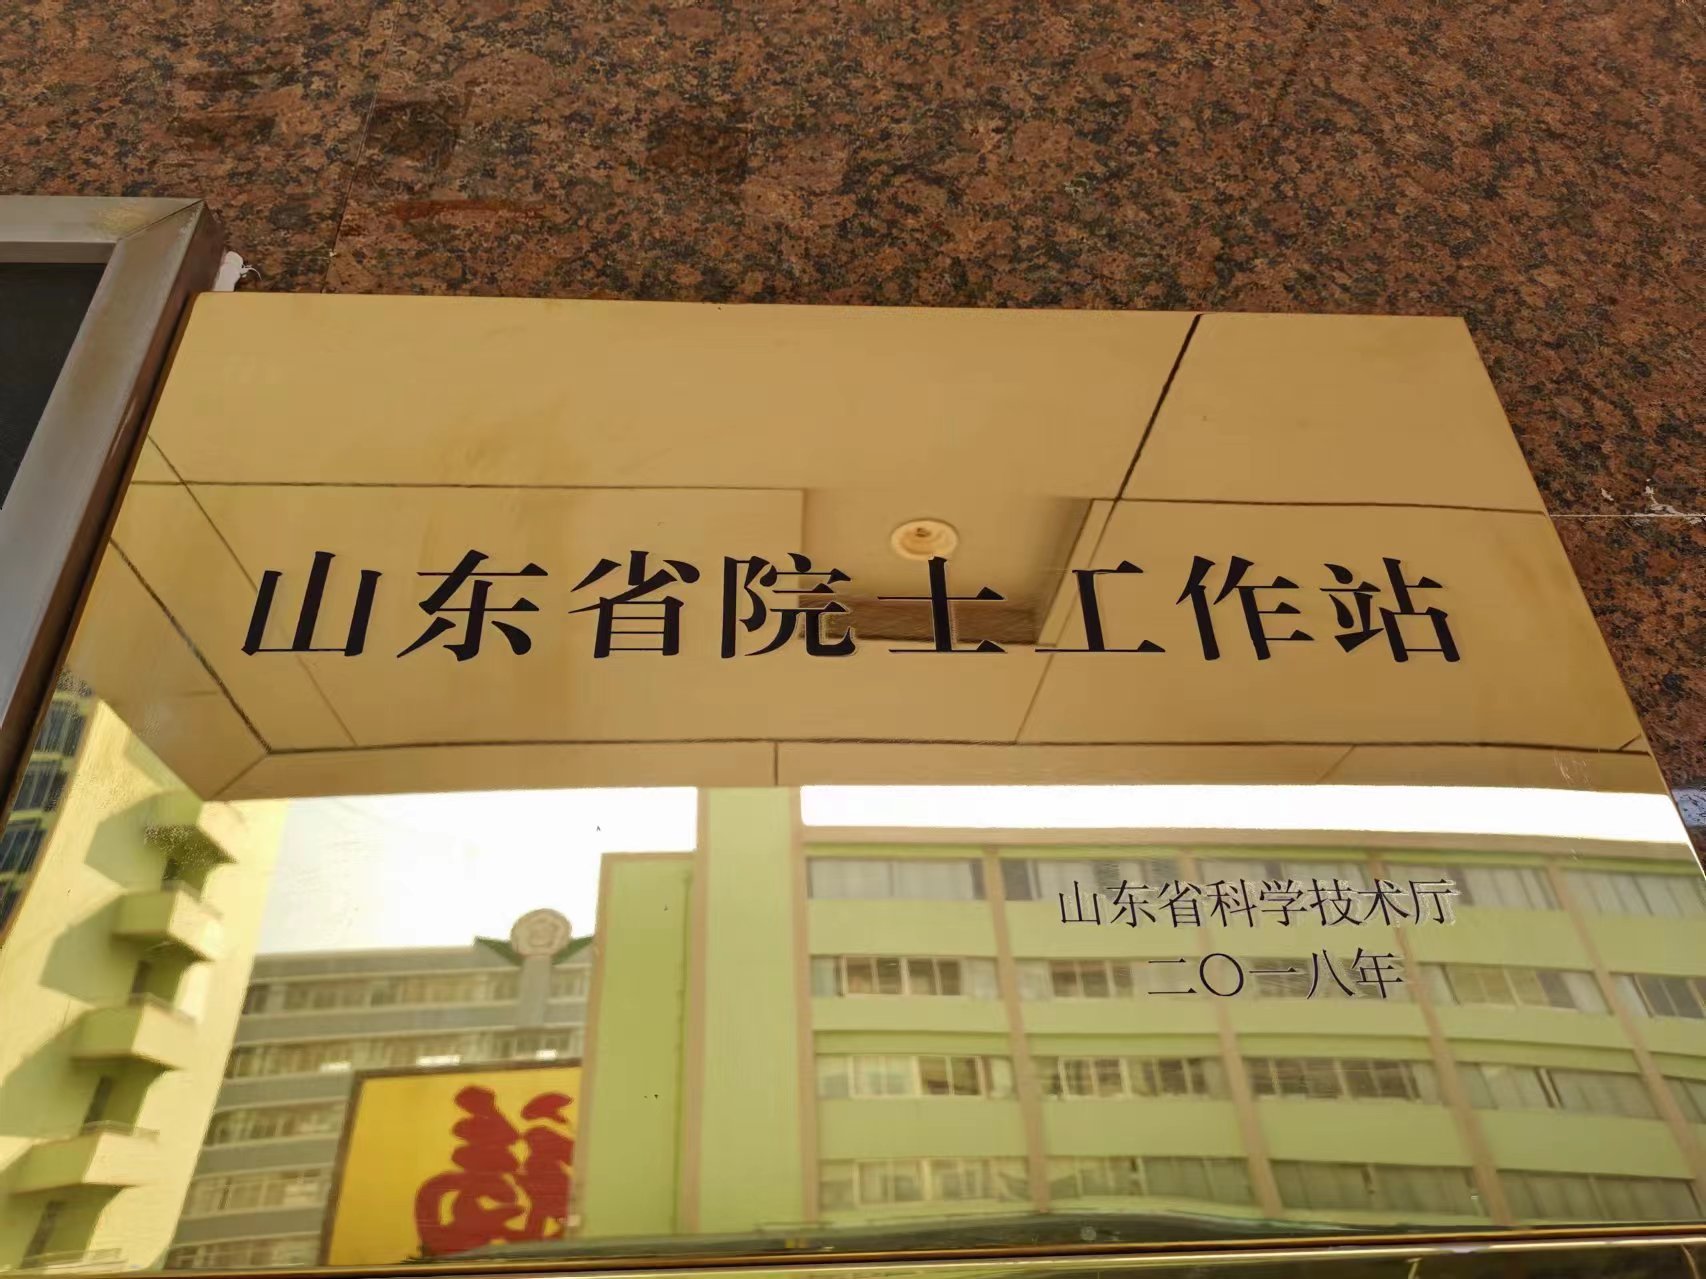 山东省院士工作站
山东省科学技术厅
二〇一八年